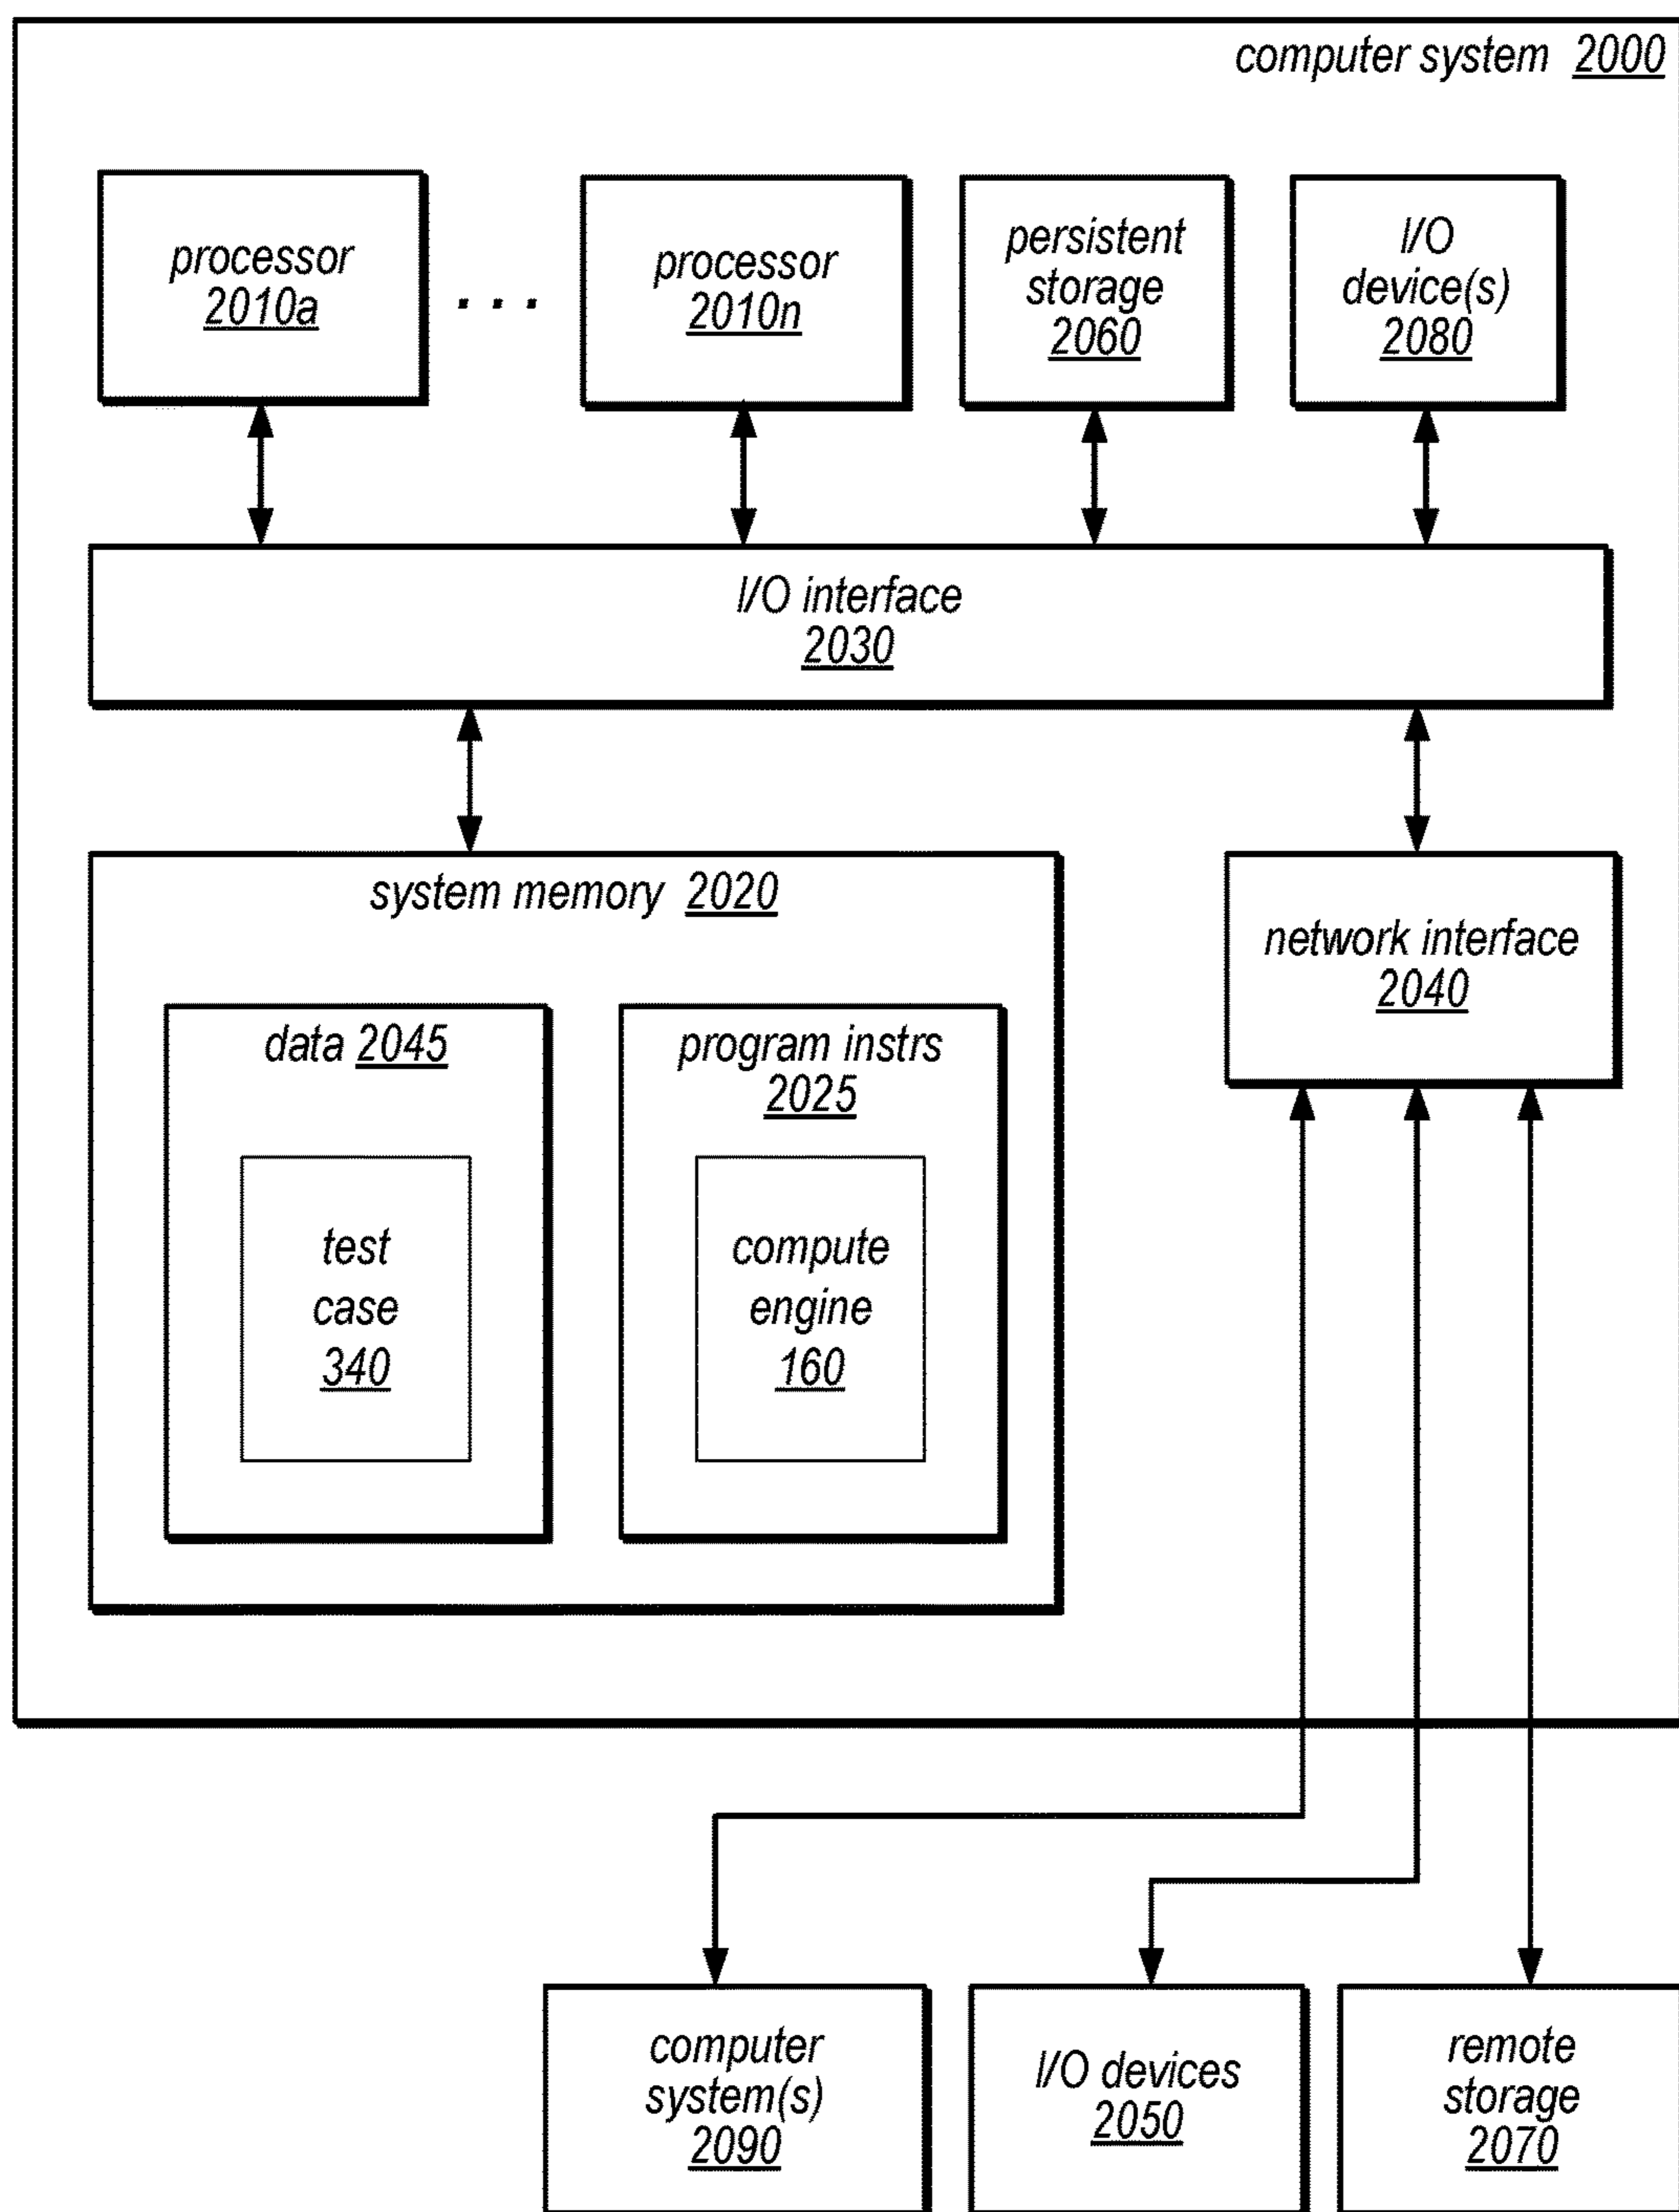 computer system 2000
processor
2010a
. . .
processor
2010n
persistent
storage
2060
I/O
device(s)
2080
I/O interface
2030
system memory 2020
data 2045
test
case
340
program instrs
2025
compute
engine
160
network interface
2040
computer
system(s)
2090
I/O devices
2050
remote
storage
2070